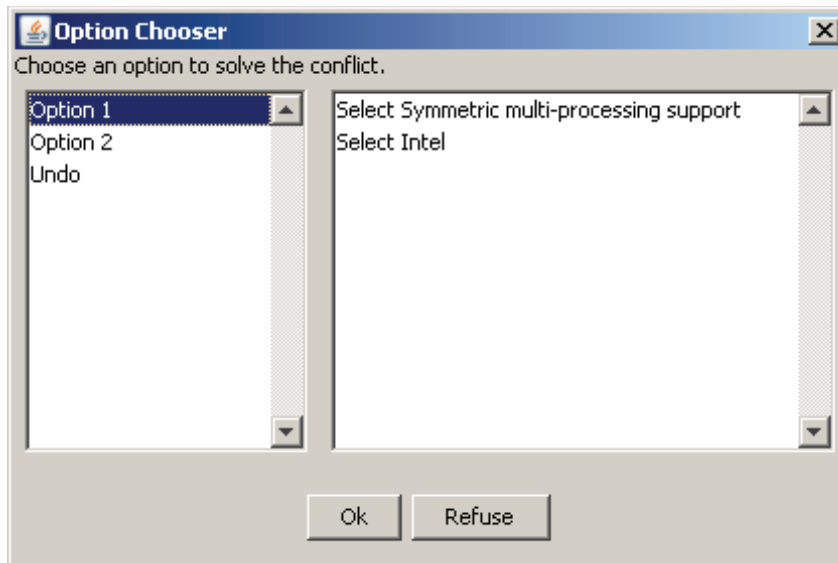 Option Chooser
Choose an option to solve the conflict.
Option 1
Option 2
Undo
Select Symmetric multi-processing support
Select Intel
Ok
Refuse